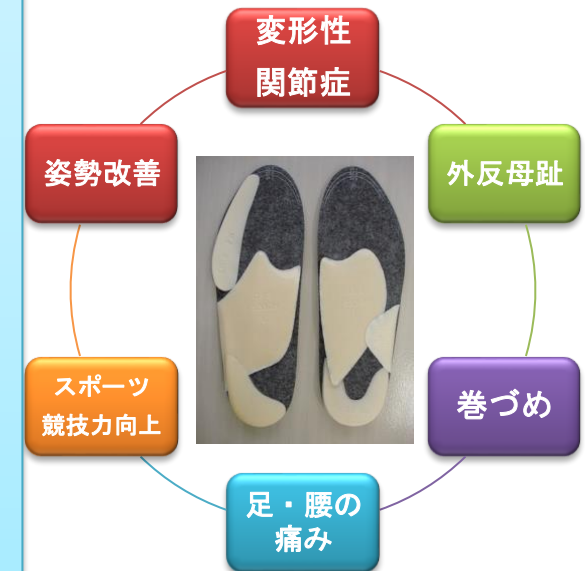 変形性
関節症
外反母趾
巻づめ
足・腰の
痛み
スポーツ
競技力向上
姿勢改善